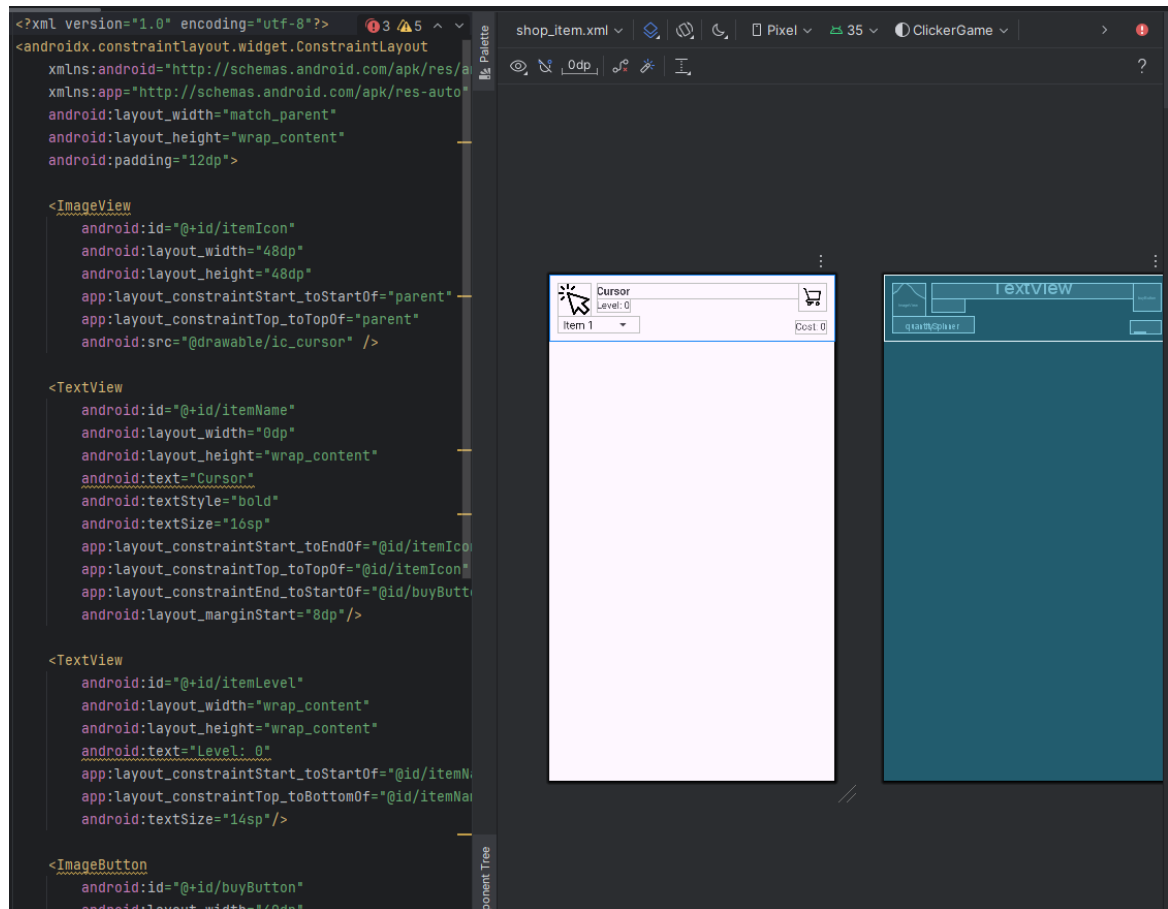 <?xml version="1.0" encoding="utf-8"?> 3 5
<androidx.constraintlayout.widget.ConstraintLayout
xmlns:android="http://schemas.android.com/apk/res/a
xmlns:app="http://schemas.android.com/apk/res-auto"
android:layout_width="match_parent"
android:layout_height="wrap_content"
android:padding="12dp">
<ImageView
android:id="@+id/itemIcon"
android:layout_width="48dp"
android:layout_height="48dp"
app:layout_constraintStart_toStartOf="parent"
app:layout_constraintTop_toTopOf="parent"
android:src="@drawable/ic_cursor" />
<TextView
android:id="@+id/itemName"
android:layout_width="0dp"
android:layout_height="wrap_content"
android:text="Cursor"
android:textStyle="bold"
android:textSize="16sp"
app:layout_constraintStart_toEndOf="@id/itemIco
app:layout_constraintTop_toTopOf="@id/itemIcon"
app:layout_constraintEnd_toStartOf="@id/buyButt
android:layout_marginStart="8dp"/>
<TextView
android:id="@+id/itemLevel"
android:layout_width="wrap_content"
android:layout_height="wrap_content"
android:text="Level: 0"
app:layout_constraintStart_toStartOf="@id/itemN
app:layout_constraintTop_toBottomOf="@id/itemNa
android:textSize="14sp"/>
<ImageButton
android:id="@+id/buyButton"
Palette
shop_item.xml Pixel 35 ClickerGame
0dp ?
Cursor
Level: 0
Item 1
Cost: 0
TextView
quantitySpinner
ponent Tree